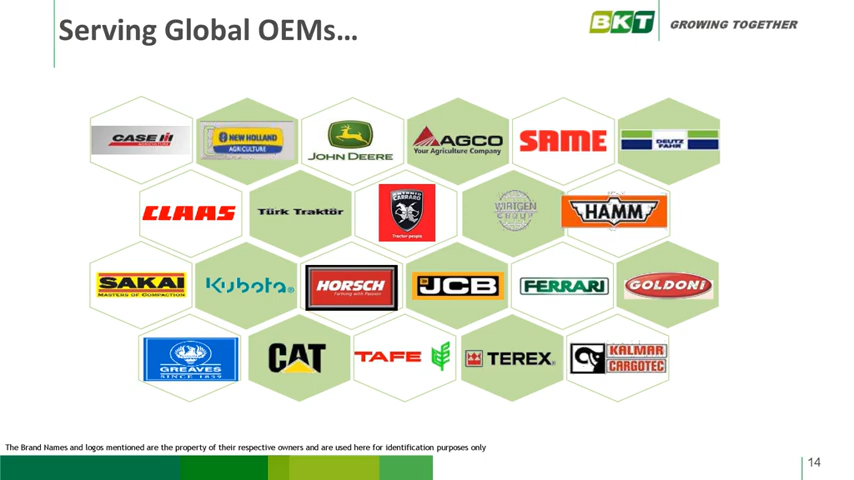 Serving Global OEMs…
BKT
GROWING TOGETHER
CASE IH
AGRICULTURE
NEW HOLLAND
AGRICULTURE
JOHN DEERE
AGCO
Your Agriculture Company
SAME
DEUTZ
FAHR
CLAAS
Türk Traktör
ANTONIO
CARRARO
Tractor people
WIRTGEN
GROUP
HAMM
SAKAI
MASTERS OF COMPACTION
Kubota
HORSCH
Farming with Passion
JCB
FERRARI
GOLDONI
GREAVES
SINCE 1859
CAT
TAFE
TEREX
KALMAR
CARGOTEC
The Brand Names and logos mentioned are the property of their respective owners and are used here for identification purposes only
14